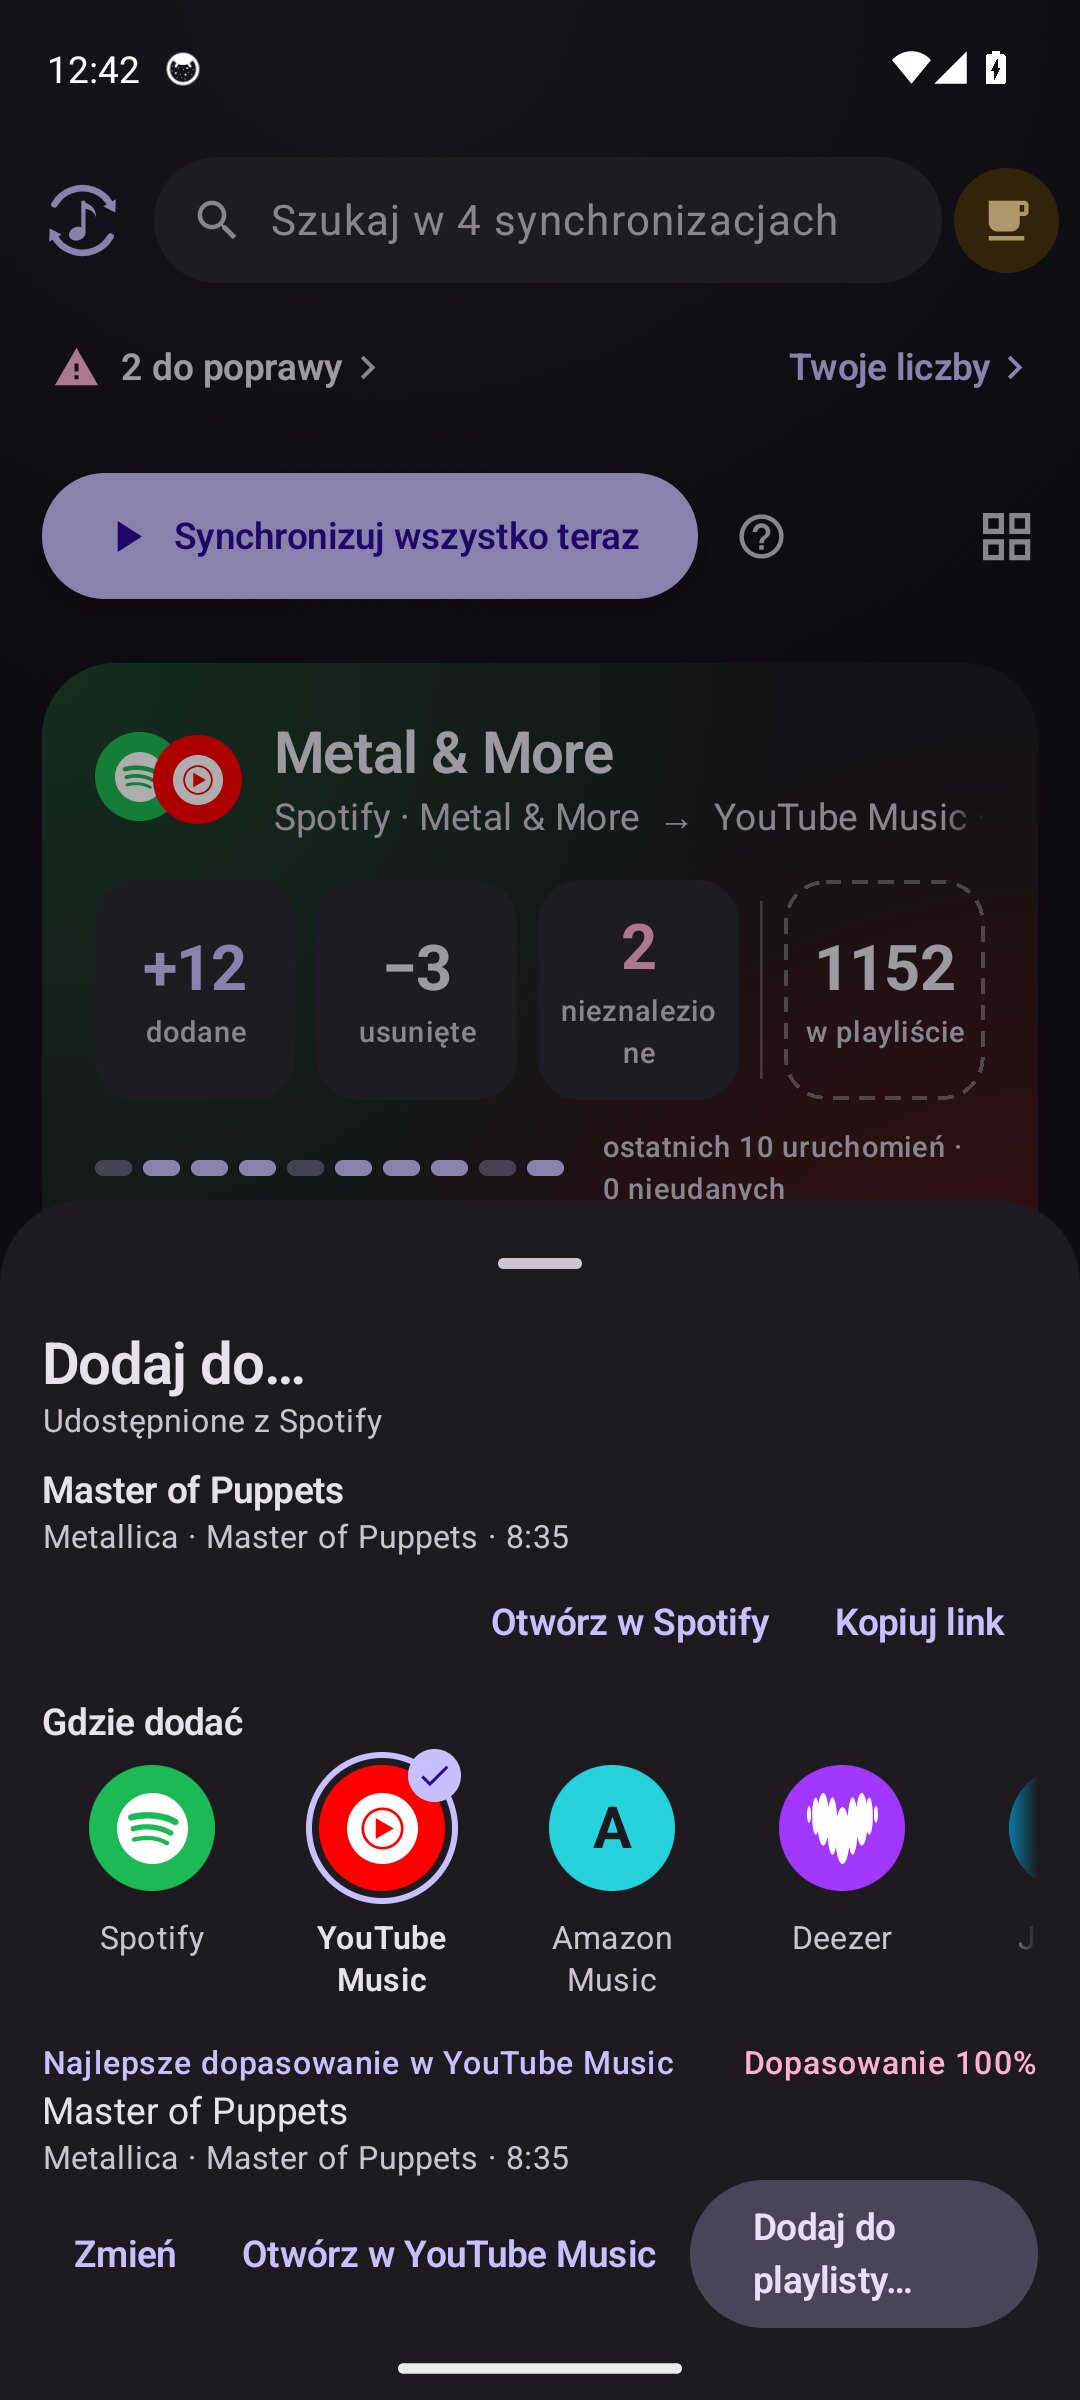 12:42
Szukaj w 4 synchronizacjach
2 do poprawy
Twoje liczby
Synchronizuj wszystko teraz
Metal & More
Spotify · Metal & More → YouTube Music
+12
dodane
−3
usunięte
2
nieznalezio
ne
1152
w playliście
ostatnich 10 uruchomień ·
0 nieudanych
Dodaj do…
Udostępnione z Spotify
Master of Puppets
Metallica · Master of Puppets · 8:35
Otwórz w Spotify
Kopiuj link
Gdzie dodać
Spotify
YouTube
Music
A
Amazon
Music
Deezer
J
Najlepsze dopasowanie w YouTube Music
Dopasowanie 100%
Master of Puppets
Metallica · Master of Puppets · 8:35
Zmień
Otwórz w YouTube Music
Dodaj do
playlisty…